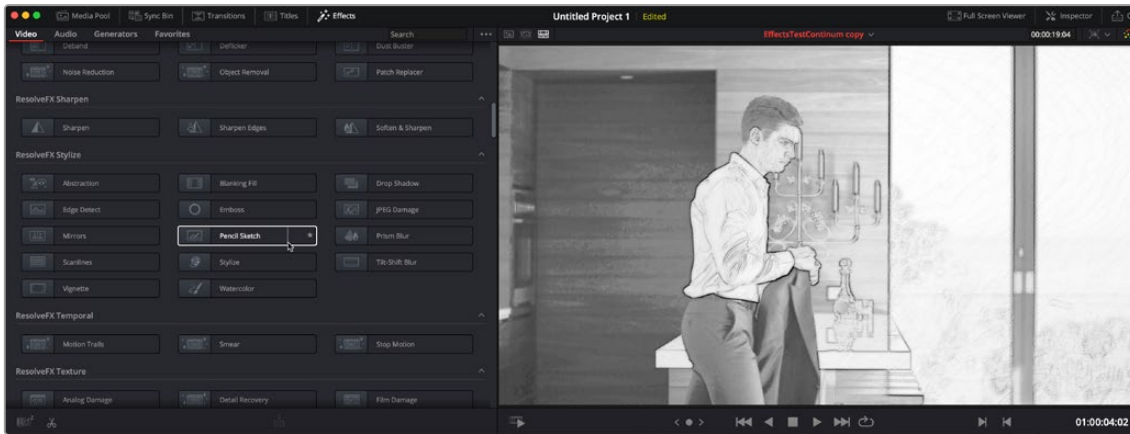 Media Pool Sync Bin Transitions Titles Effects Untitled Project 1 Edited Full Screen Viewer Inspector
Video Audio Generators Favorites Search EffectsTestContinum copy 00:00:19:04
Deband Deflicker Dust Buster
Noise Reduction Object Removal Patch Replacer
ResolveFX Sharpen
Sharpen Sharpen Edges Soften & Sharpen
ResolveFX Stylize
Abstraction Blanking Fill Drop Shadow
Edge Detect Emboss JPEG Damage
Mirrors Pencil Sketch Prism Blur
Scanlines Stylize Tilt-Shift Blur
Vignette Watercolor
ResolveFX Temporal
Motion Trails Smear Stop Motion
ResolveFX Texture
Analog Damage Detail Recovery Film Damage
01:00:04:02